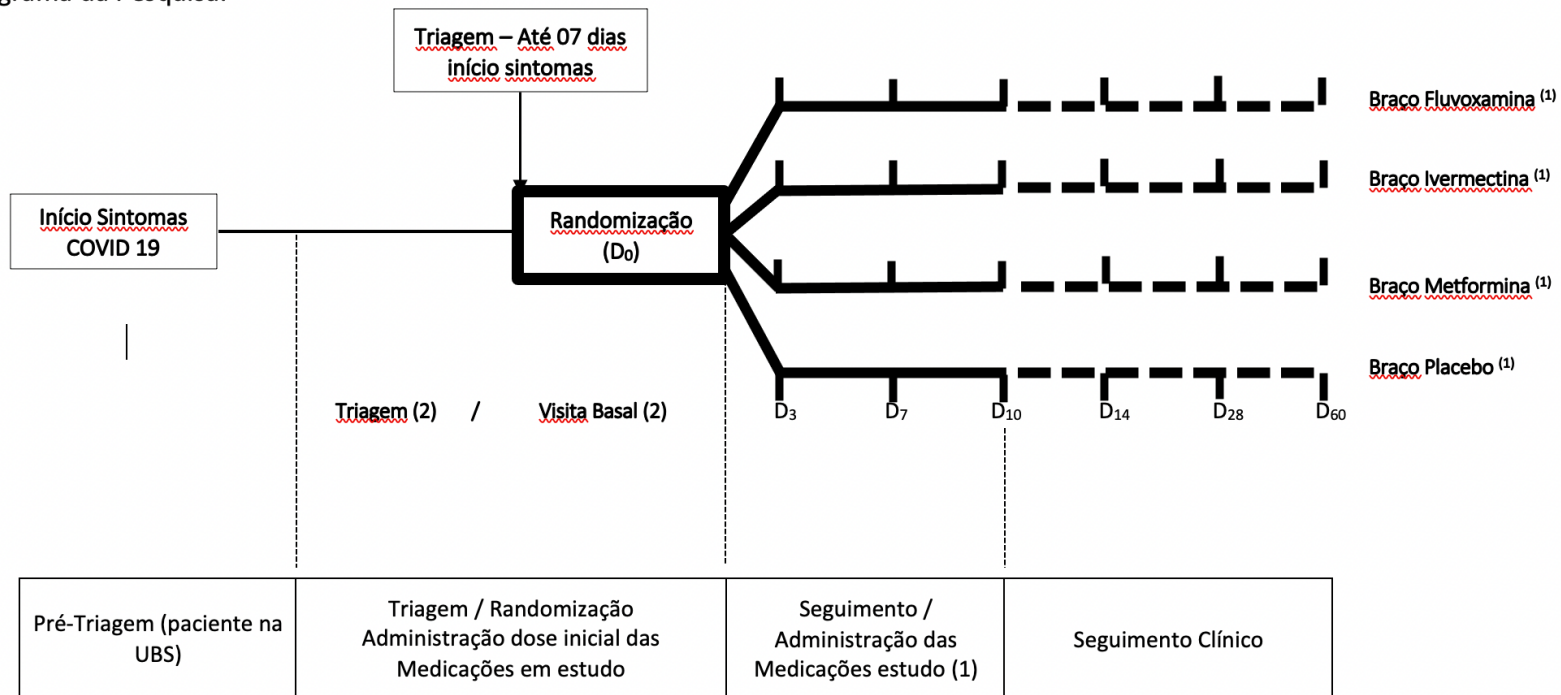 Triagem – Até 07 dias
início sintomas
Braço Fluvoxamina (1)
Braço Ivermectina (1)
Início Sintomas
COVID 19
Randomização
(D0)
Braço Metformina (1)
Braço Placebo (1)
Triagem (2) / Visita Basal (2)
D3 D7 D10 D14 D28 D60
Pré-Triagem (paciente na
UBS)
Triagem / Randomização
Administração dose inicial das
Medicações em estudo
Seguimento /
Administração das
Medicações estudo (1)
Seguimento Clínico